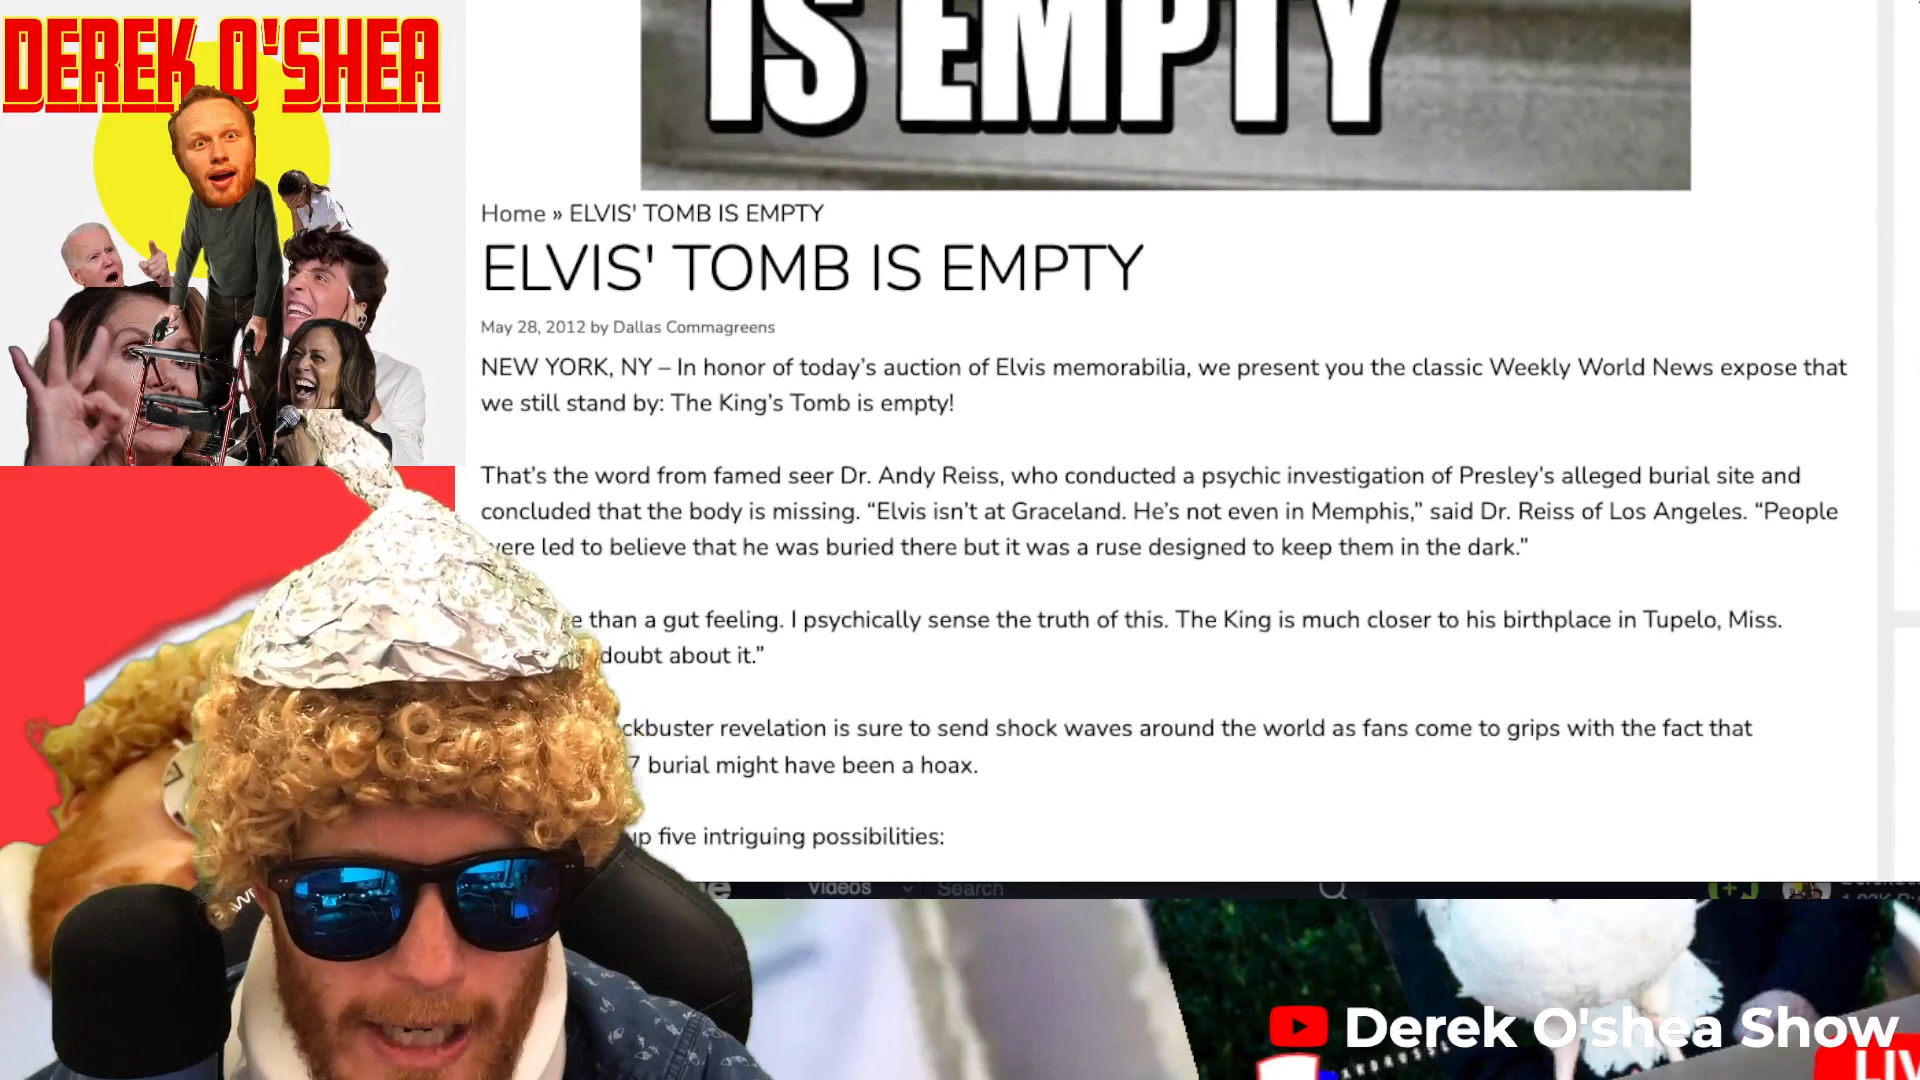 DEREK O'SHEA
IS EMPTY
Home » ELVIS' TOMB IS EMPTY
ELVIS' TOMB IS EMPTY
May 28, 2012 by Dallas Commagreens
NEW YORK, NY – In honor of today’s auction of Elvis memorabilia, we present you the classic Weekly World News expose that
we still stand by: The King’s Tomb is empty!
That’s the word from famed seer Dr. Andy Reiss, who conducted a psychic investigation of Presley’s alleged burial site and
concluded that the body is missing. “Elvis isn’t at Graceland. He’s not even in Memphis,” said Dr. Reiss of Los Angeles. “People
were led to believe that he was buried there but it was a ruse designed to keep them in the dark.”
than a gut feeling. I psychically sense the truth of this. The King is much closer to his birthplace in Tupelo, Miss.
doubt about it.”
revelation is sure to send shock waves around the world as fans come to grips with the fact that
burial might have been a hoax.
up five intriguing possibilities:
Videos
Search
Derek O'shea Show